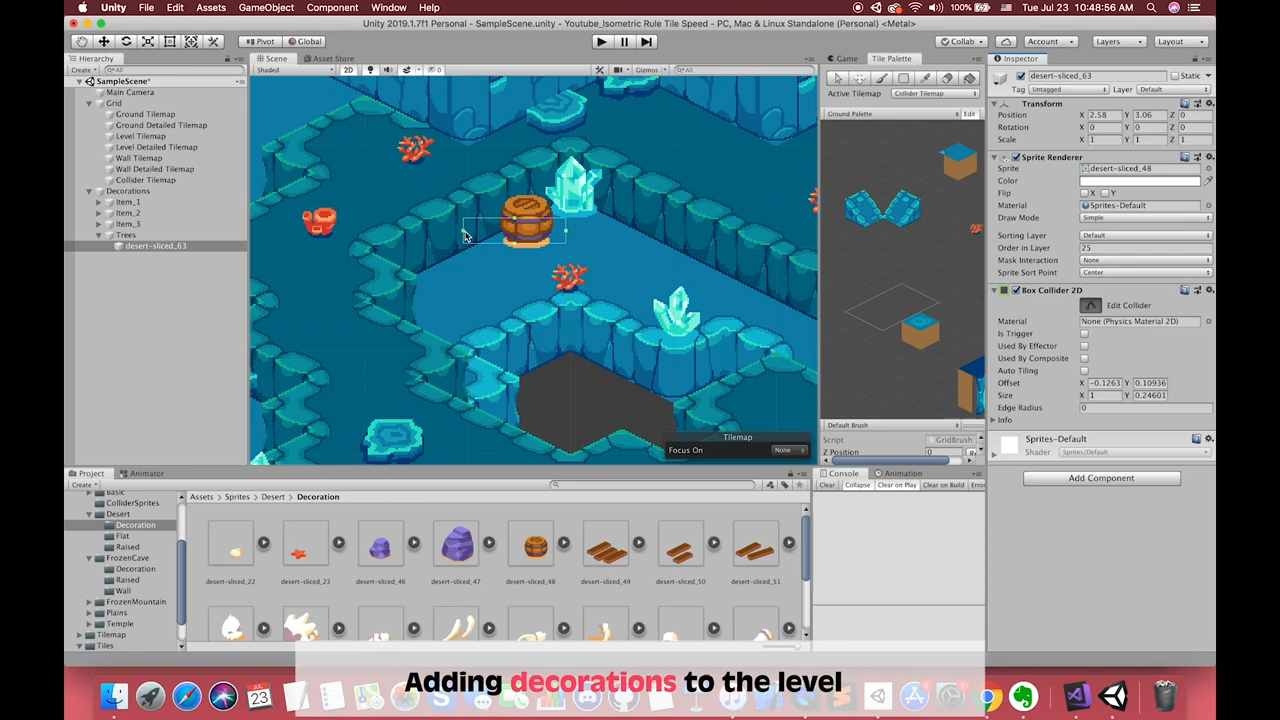 Unity File Edit Assets GameObject Component Window Help
100% Tue Jul 23 10:48:56 AM
Unity 2019.1.7f1 Personal - SampleScene.unity - Youtube_Isometric Rule Tile Speed - PC, Mac & Linux Standalone (Personal) <Metal>
Pivot Global Collab Account Layers Layout
Hierarchy
Create All
SampleScene*
Main Camera
Grid
Ground Tilemap
Ground Detailed Tilemap
Level Tilemap
Level Detailed Tilemap
Wall Tilemap
Wall Detailed Tilemap
Collider Tilemap
Decorations
Item_1
Item_2
Item_3
Trees
desert-sliced_63
Scene Asset Store
Shaded 2D 0 Gizmos All
Tilemap
Focus On None
Game Tile Palette
Active Tilemap Collider Tilemap
Ground Palette Edit
Default Brush
Script GridBrush
Z Position 0
Inspector
desert-sliced_63 Static
Tag Untagged Layer Default
Transform
Position X 2.58 Y 3.06 Z 0
Rotation X 0 Y 0 Z 0
Scale X 1 Y 1 Z 1
Sprite Renderer
Sprite desert-sliced_48
Color
Flip X Y
Material Sprites-Default
Draw Mode Simple
Sorting Layer Default
Order in Layer 25
Mask Interaction None
Sprite Sort Point Center
Box Collider 2D
Edit Collider
Material None (Physics Material 2D)
Is Trigger
Used By Effector
Used By Composite
Auto Tiling
Offset X -0.1263 Y 0.10936
Size X 1 Y 0.24601
Edge Radius 0
Info
Sprites-Default
Shader Sprites/Default
Add Component
Project Animator
Create
Basic
ColliderSprites
Desert
Decoration
Flat
Raised
FrozenCave
Decoration
Raised
Wall
FrozenMountain
Plains
Temple
Tilemap
Tiles
Assets > Sprites > Desert > Decoration
desert-sliced_22 desert-sliced_23 desert-sliced_46 desert-sliced_47 desert-sliced_48 desert-sliced_49 desert-sliced_50 desert-sliced_51
Console Animation
Clear Collapse Clear on Play Clear on Build Error
Adding decorations to the level